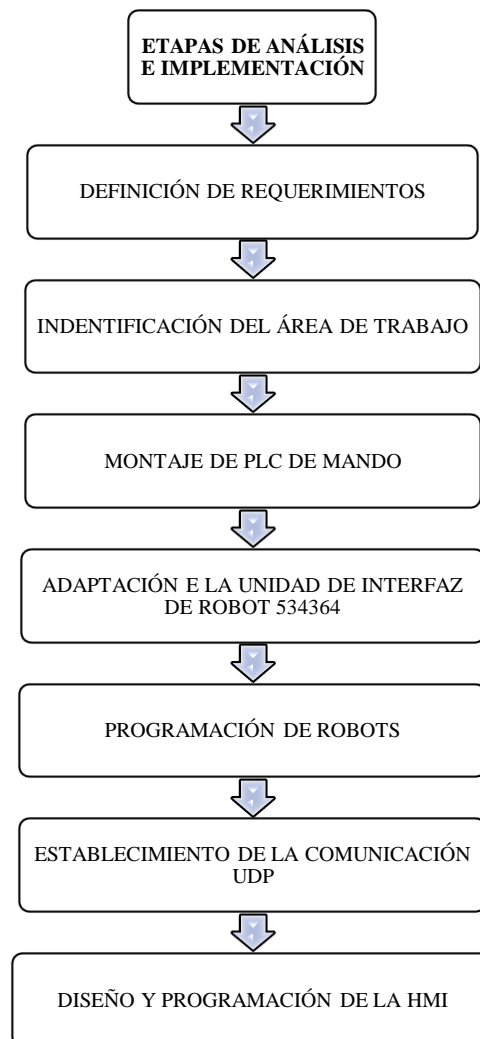 ETAPAS DE ANÁLISIS
E IMPLEMENTACIÓN
DEFINICIÓN DE REQUERIMIENTOS
INDENTIFICACIÓN DEL ÁREA DE TRABAJO
MONTAJE DE PLC DE MANDO
ADAPTACIÓN E LA UNIDAD DE INTERFAZ
DE ROBOT 534364
PROGRAMACIÓN DE ROBOTS
ESTABLECIMIENTO DE LA COMUNICACIÓN
UDP
DISEÑO Y PROGRAMACIÓN DE LA HMI